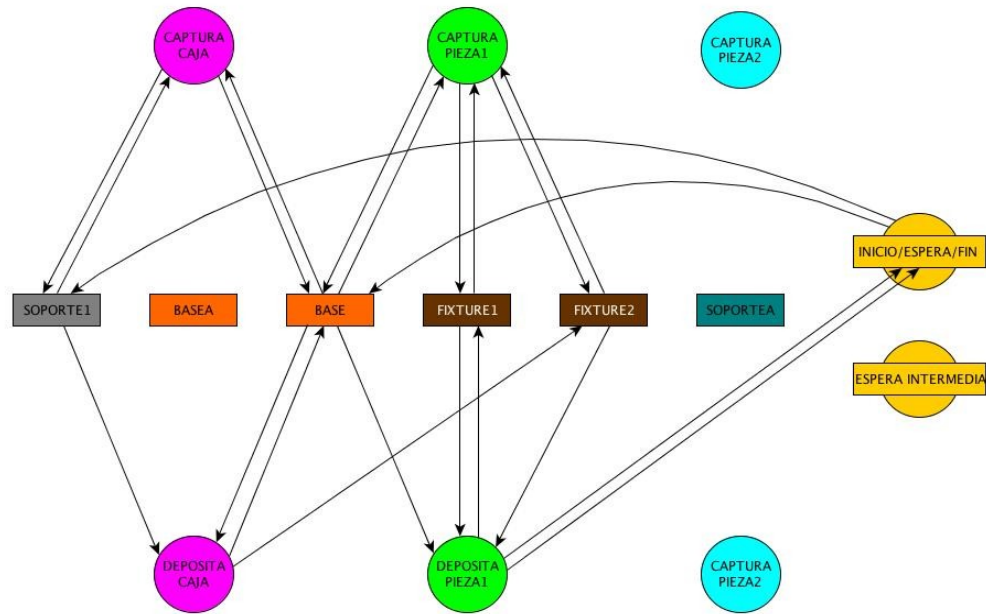 CAPTURA
CAJA
CAPTURA
PIEZA1
CAPTURA
PIEZA2
INICIO/ESPERA/FIN
SOPORTE1
BASEA
BASE
FIXTURE1
FIXTURE2
SOPORTEA
ESPERA INTERMEDIA
DEPOSITA
CAJA
DEPOSITA
PIEZA1
CAPTURA
PIEZA2